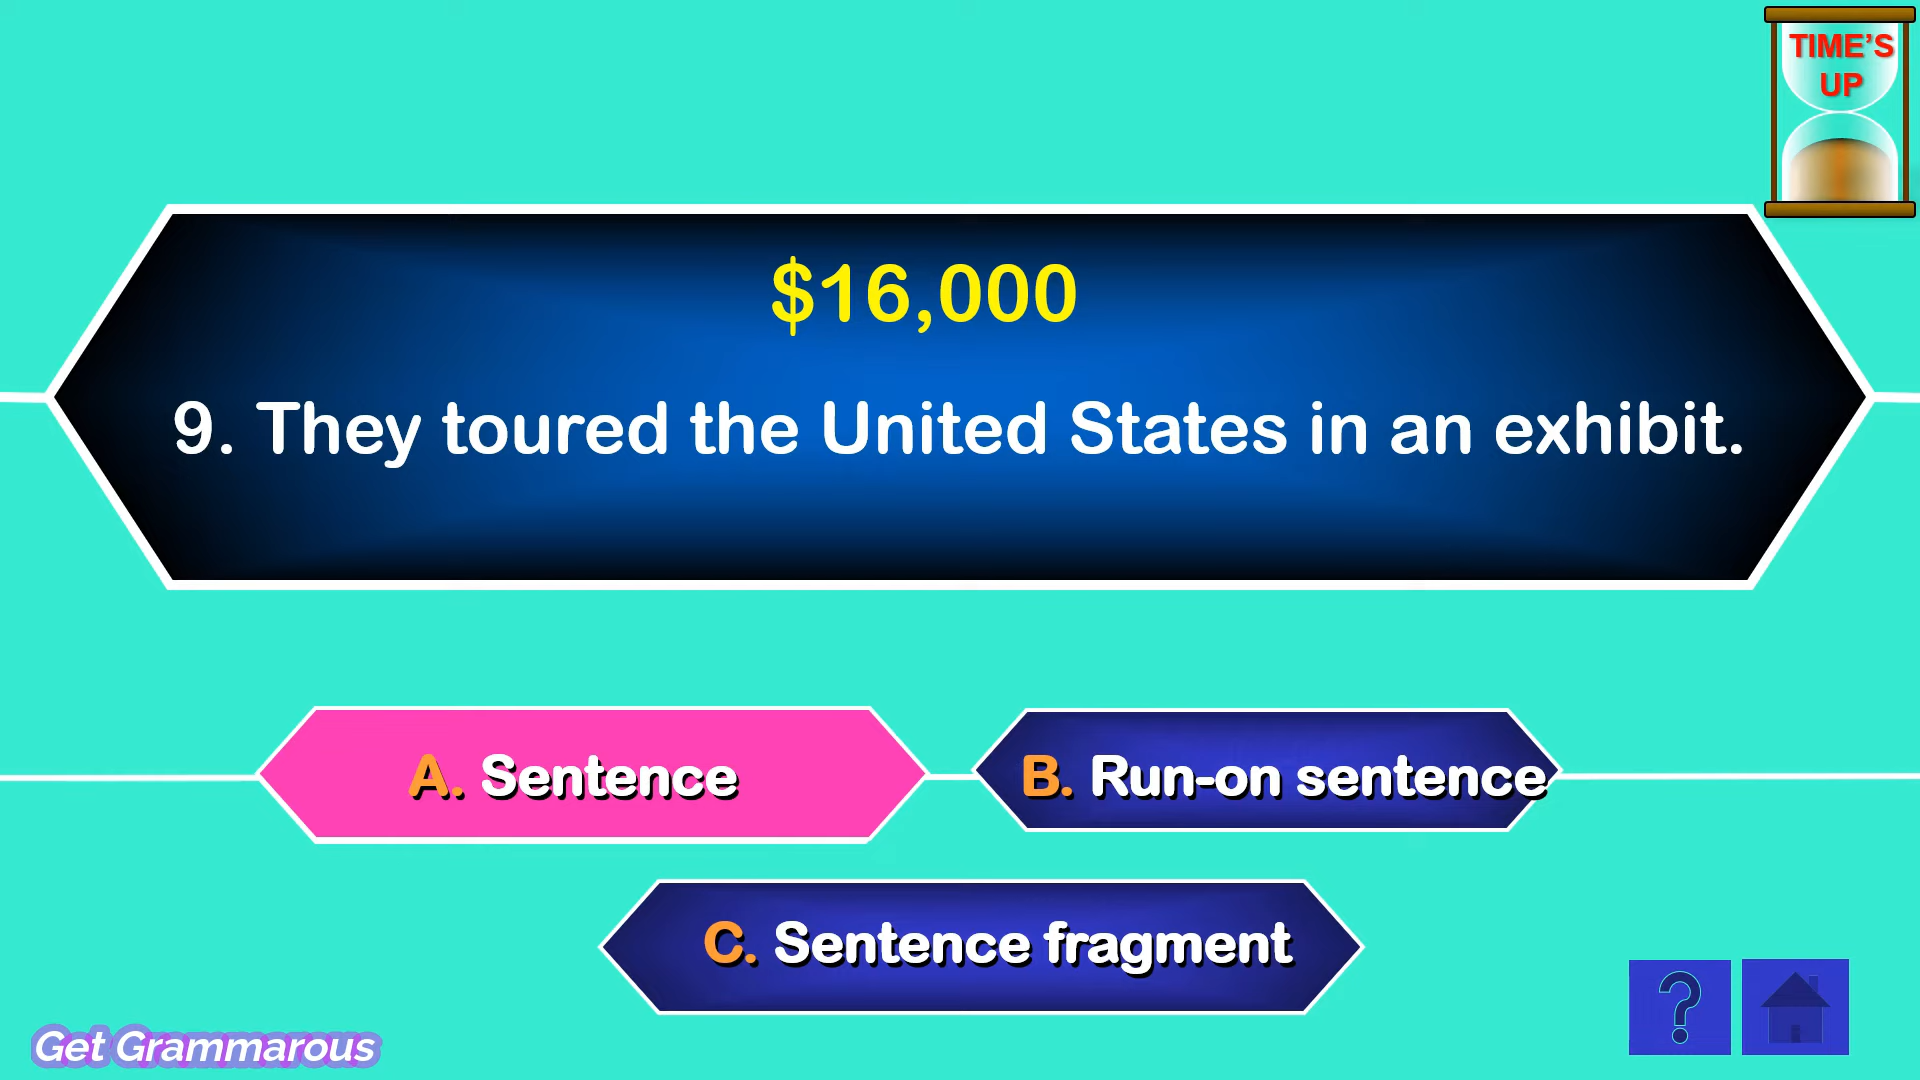 TIME’S
UP
$16,000
9. They toured the United States in an exhibit.
A. Sentence
B. Run-on sentence
C. Sentence fragment
?
Get Grammarous